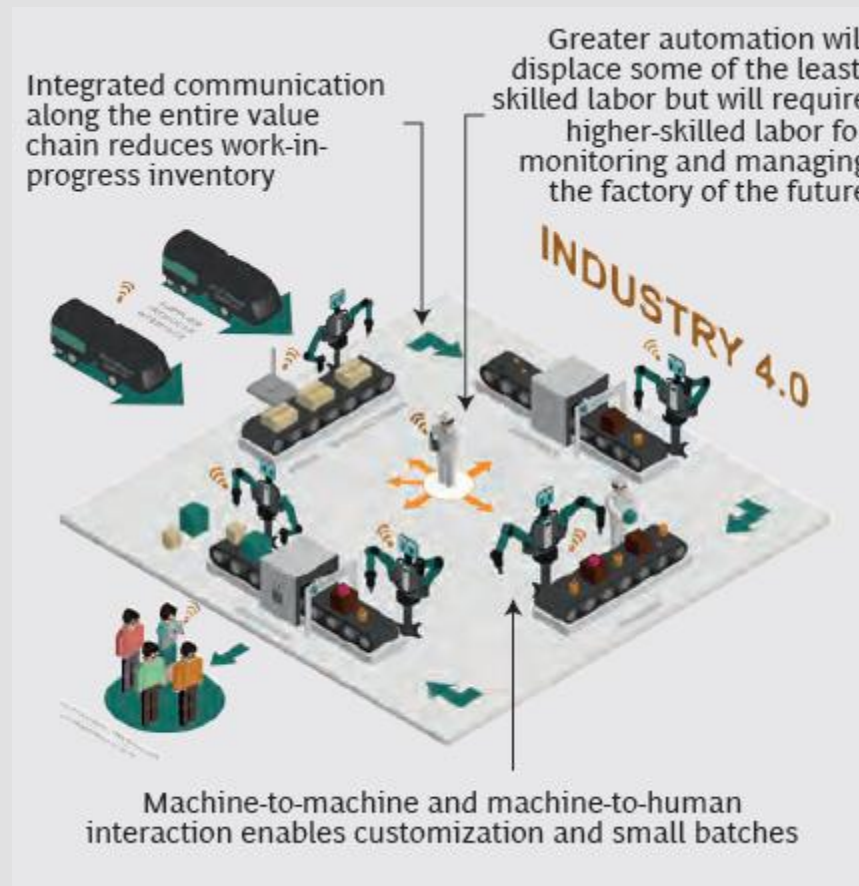 Integrated communication
along the entire value
chain reduces work-in-
progress inventory
Greater automation wil
displace some of the least
skilled labor but will require
higher-skilled labor fo
monitoring and managing
the factory of the future
INDUSTRY 4.0
Machine-to-machine and machine-to-human
interaction enables customization and small batches